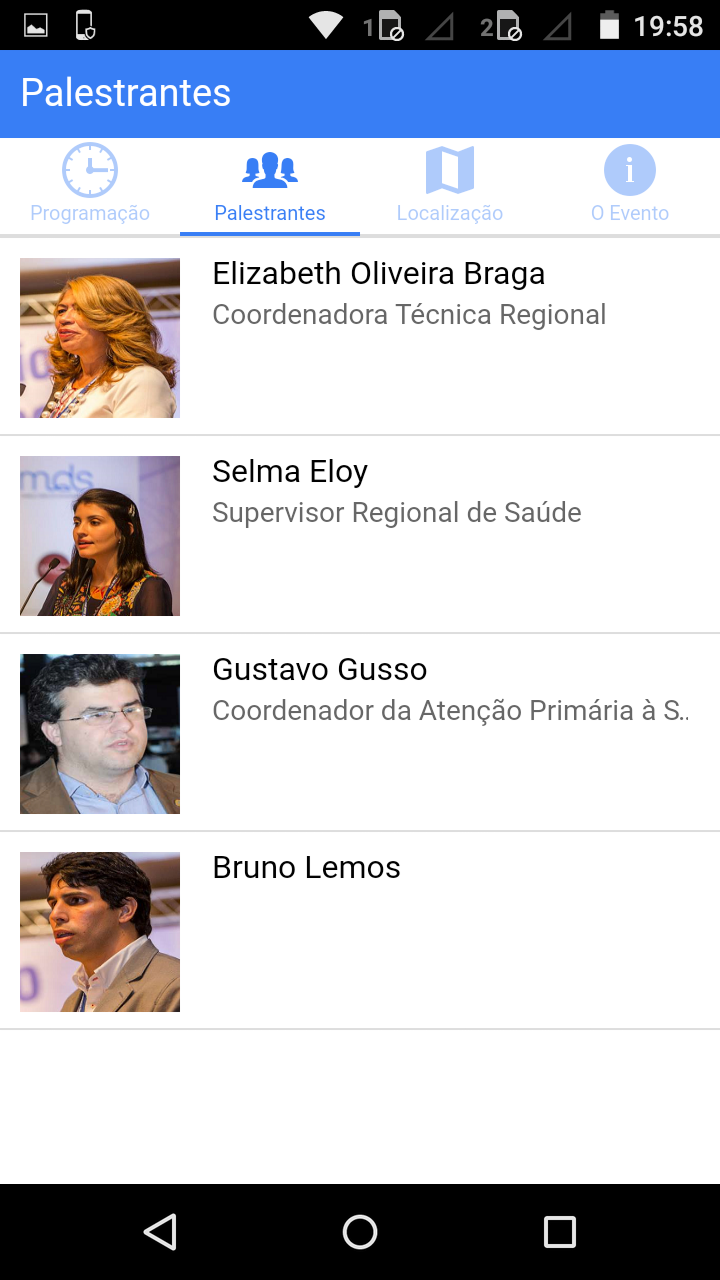 1 2 19:58
Palestrantes
Programação Palestrantes Localização O Evento
Elizabeth Oliveira Braga
Coordenadora Técnica Regional
mds
Selma Eloy
Supervisor Regional de Saúde
Gustavo Gusso
Coordenador da Atenção Primária à S..
Bruno Lemos